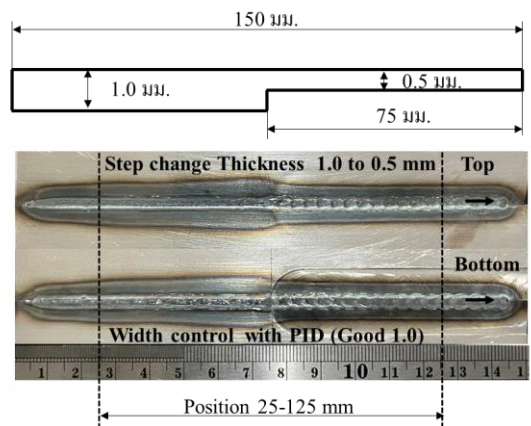 150 มม.
1.0 มม.
0.5 มม.
75 มม.
Step change Thickness 1.0 to 0.5 mm Top
Bottom
Width control with PID (Good 1.0)
1 2 3 4 5 6 7 8 9 10 11 12 13 14
Position 25-125 mm